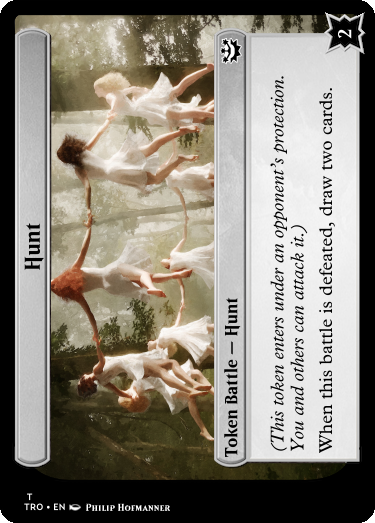 Hunt
Token Battle – Hunt
2
(This token enters under an opponent's protection.
You and others can attack it.)
When this battle is defeated, draw two cards.
T
TRO • EN PHILIP HOFMANNER